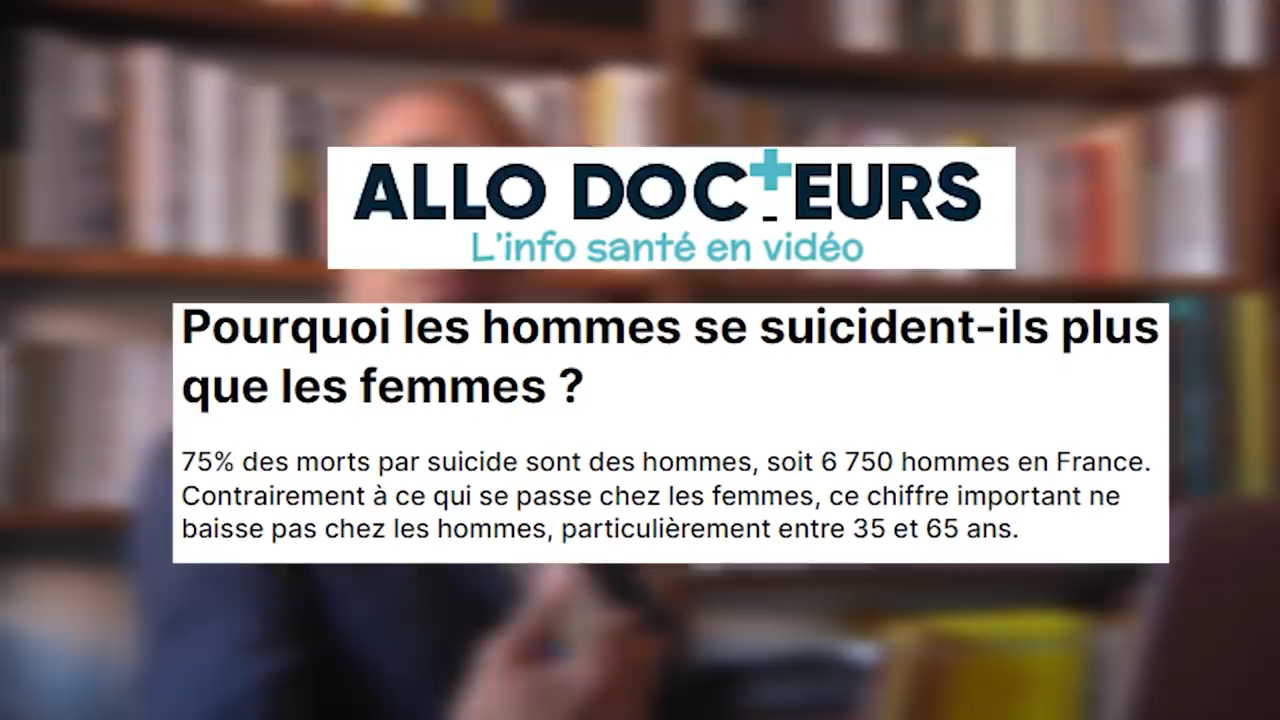 ALLO DOCTEURS
L'info santé en vidéo
Pourquoi les hommes se suicident-ils plus
que les femmes ?
75% des morts par suicide sont des hommes, soit 6 750 hommes en France.
Contrairement à ce qui se passe chez les femmes, ce chiffre important ne
baisse pas chez les hommes, particulièrement entre 35 et 65 ans.